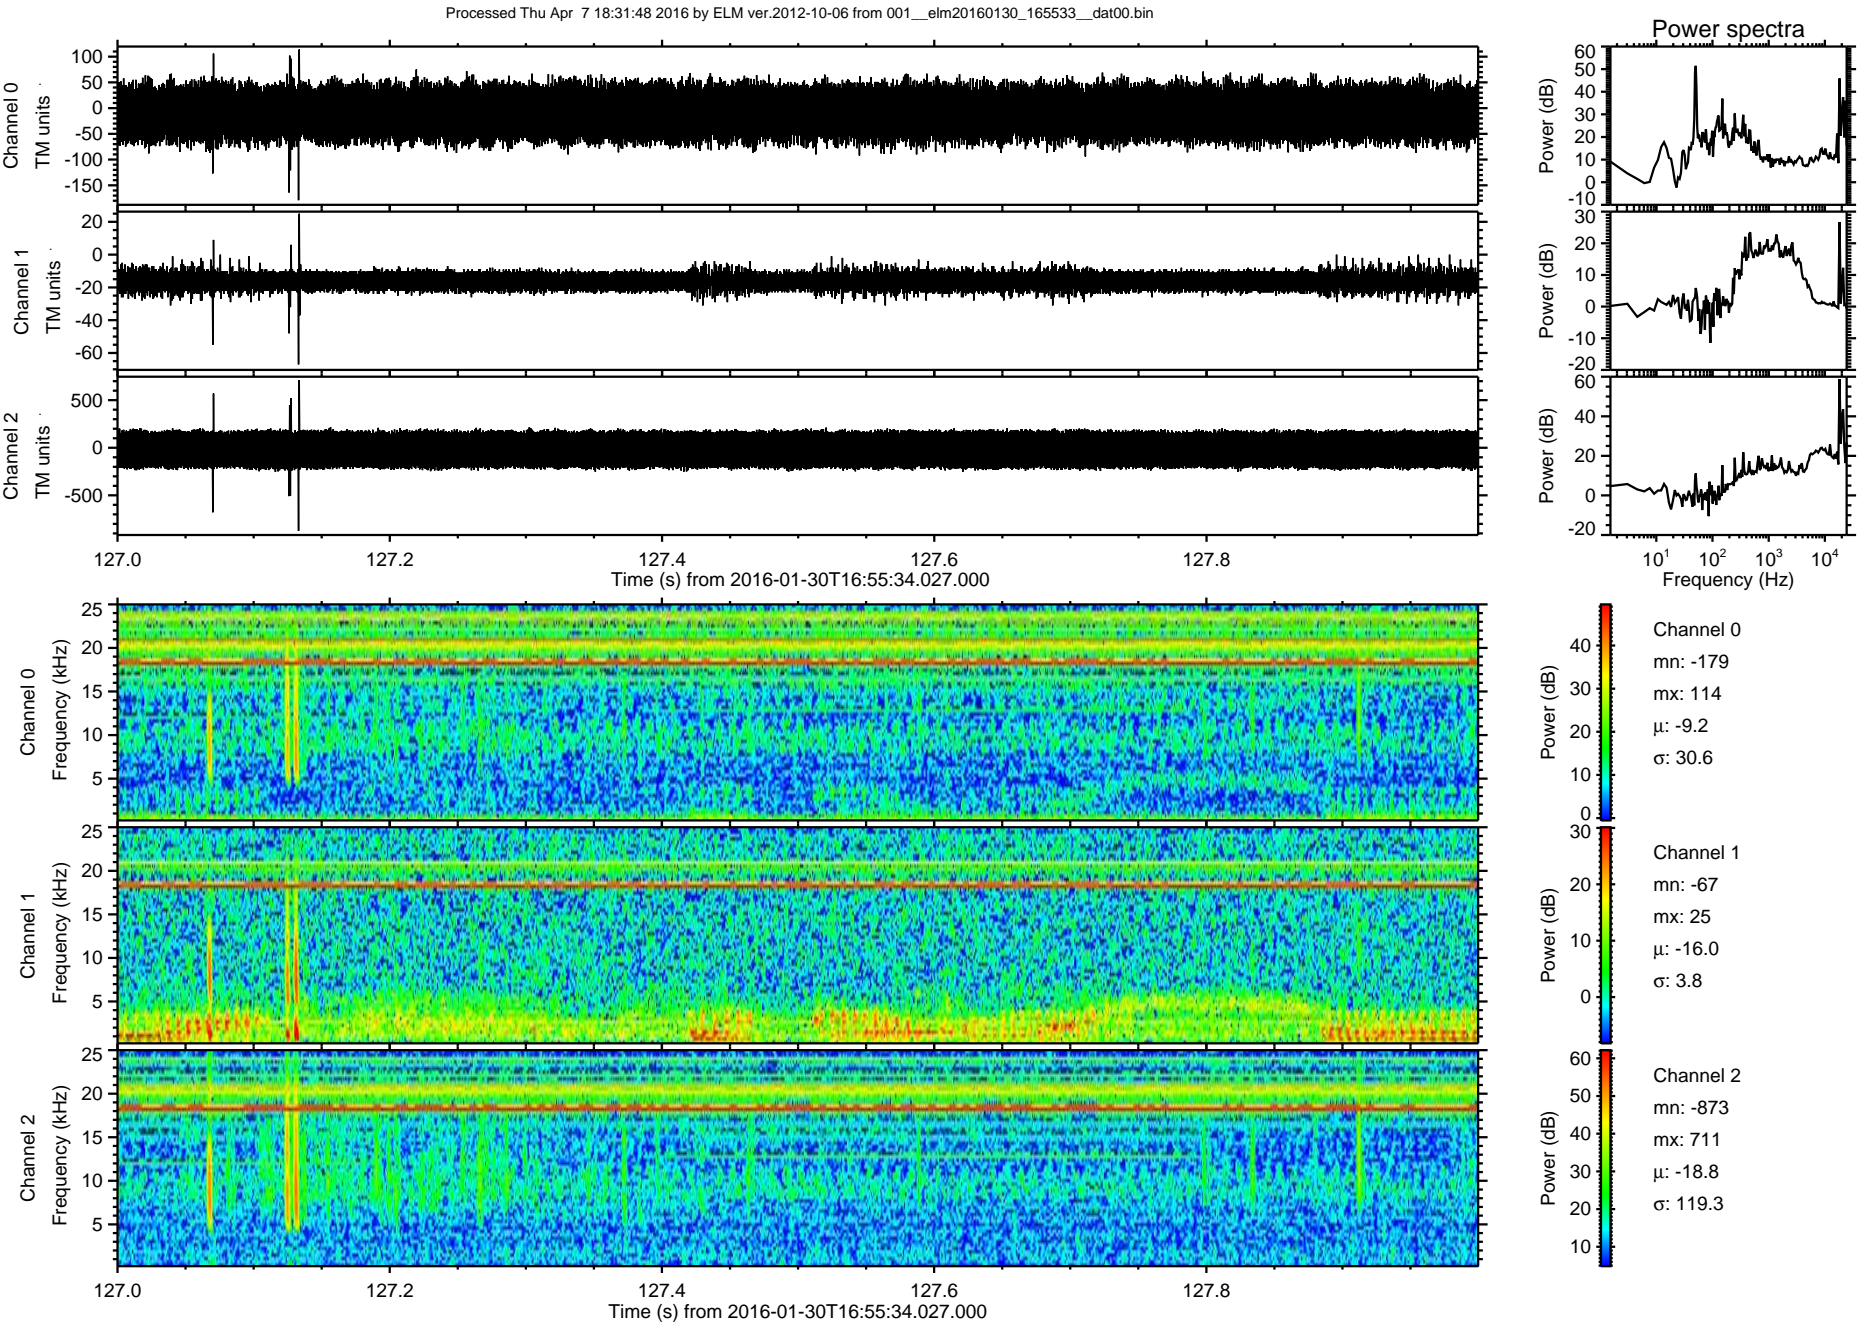 Processed Thu Apr  7 18:31:48 2016 by ELM ver.2012-10-06 from 001__elm20160130_165533__dat00.bin
Power spectra
Channel 0
TM units
100
50
0
-50
-100
-150
Power (dB)
60
50
40
30
20
10
0
-10
Channel 1
TM units
20
0
-20
-40
-60
Power (dB)
30
20
10
0
-10
-20
Channel 2
TM units
500
0
-500
Power (dB)
60
40
20
0
-20
127.0 127.2 127.4 127.6 127.8
Time (s) from 2016-01-30T16:55:34.027.000
10^1 10^2 10^3 10^4
Frequency (Hz)
Channel 0
Frequency (kHz)
25
20
15
10
5
Power (dB)
40
30
20
10
0
Channel 0
mn: -179
mx: 114
µ: -9.2
σ: 30.6
Channel 1
Frequency (kHz)
25
20
15
10
5
Power (dB)
30
20
10
0
Channel 1
mn: -67
mx: 25
µ: -16.0
σ: 3.8
Channel 2
Frequency (kHz)
25
20
15
10
5
Power (dB)
60
50
40
30
20
10
Channel 2
mn: -873
mx: 711
µ: -18.8
σ: 119.3
127.0 127.2 127.4 127.6 127.8
Time (s) from 2016-01-30T16:55:34.027.000